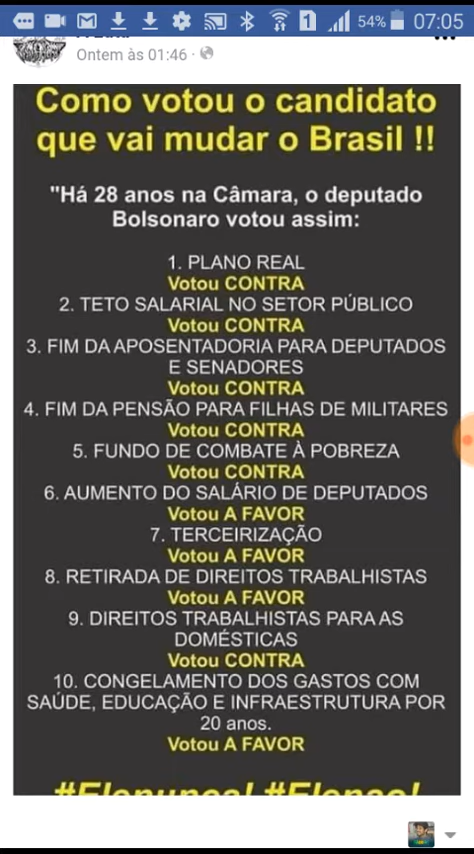 1
54%
07:05
Ontem às 01:46 ·
Como votou o candidato
que vai mudar o Brasil !!
"Há 28 anos na Câmara, o deputado
Bolsonaro votou assim:
1. PLANO REAL
Votou CONTRA
2. TETO SALARIAL NO SETOR PÚBLICO
Votou CONTRA
3. FIM DA APOSENTADORIA PARA DEPUTADOS
E SENADORES
Votou CONTRA
4. FIM DA PENSÃO PARA FILHAS DE MILITARES
Votou CONTRA
5. FUNDO DE COMBATE À POBREZA
Votou CONTRA
6. AUMENTO DO SALÁRIO DE DEPUTADOS
Votou A FAVOR
7. TERCEIRIZAÇÃO
Votou A FAVOR
8. RETIRADA DE DIREITOS TRABALHISTAS
Votou A FAVOR
9. DIREITOS TRABALHISTAS PARA AS
DOMÉSTICAS
Votou CONTRA
10. CONGELAMENTO DOS GASTOS COM
SAÚDE, EDUCAÇÃO E INFRAESTRUTURA POR
20 anos.
Votou A FAVOR